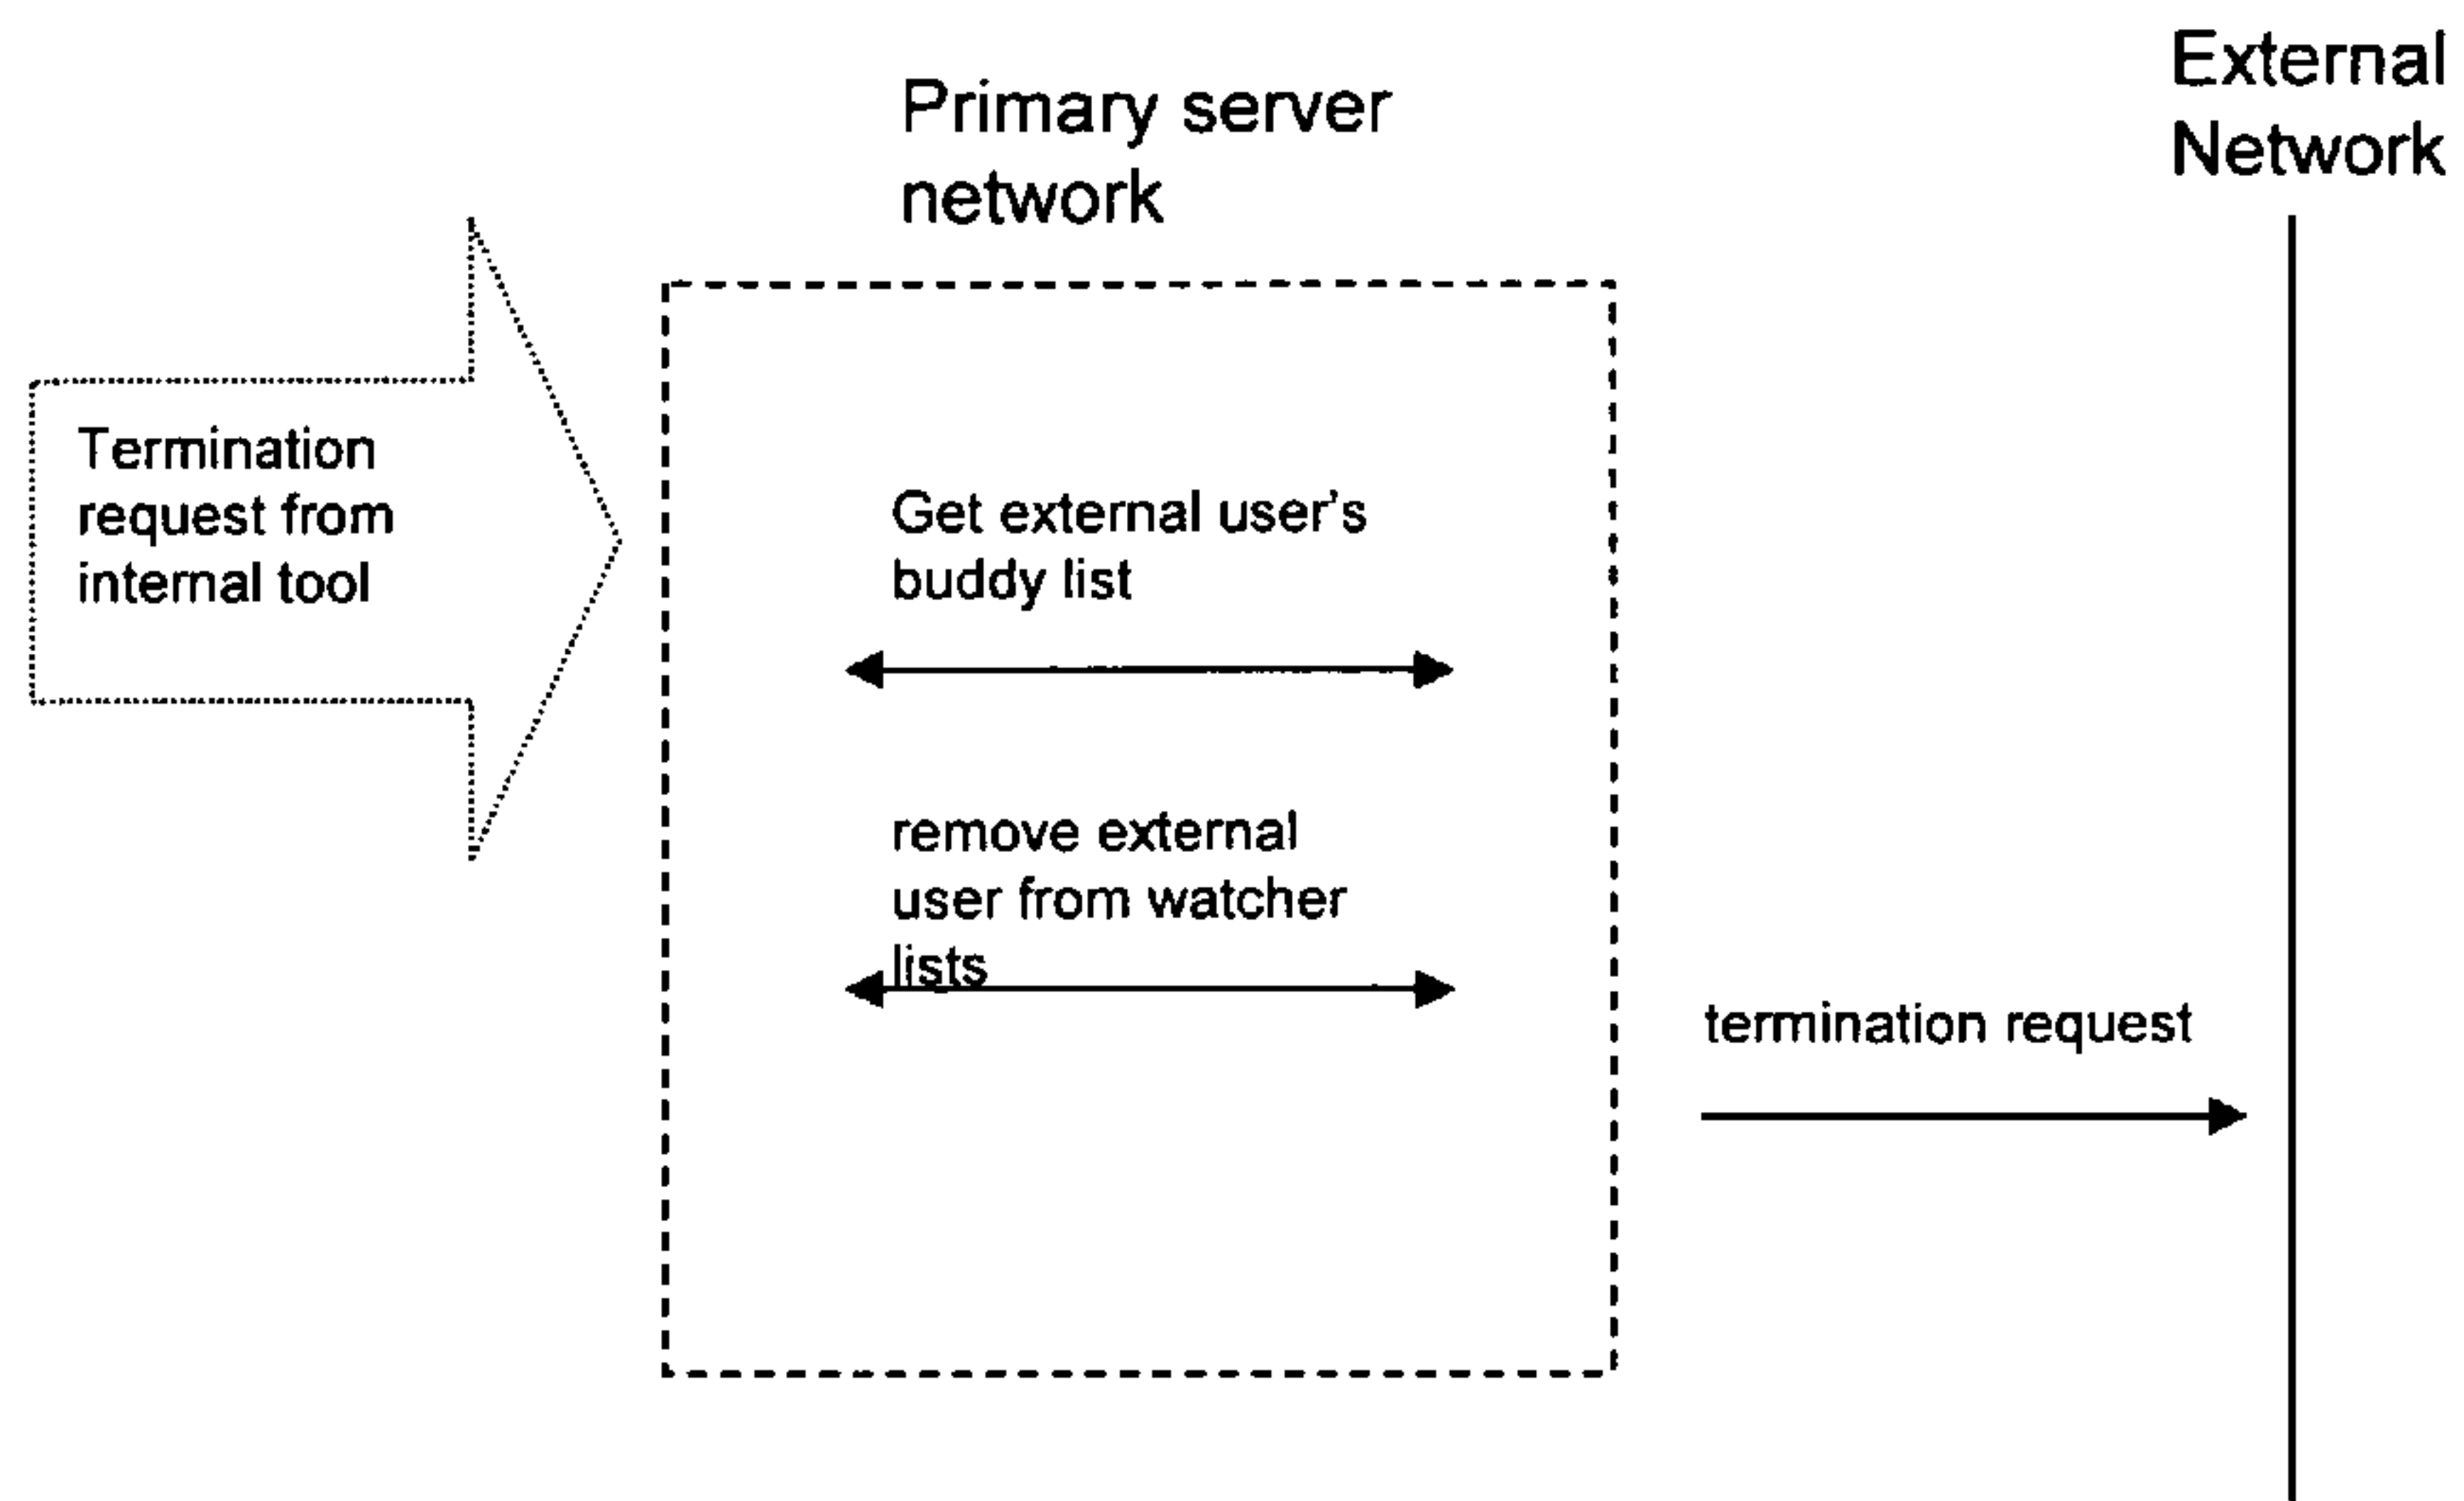 External
Network
Primary server
network
Termination
request from
internal tool
Get external user's
buddy list
remove external
user from watcher
lists
termination request